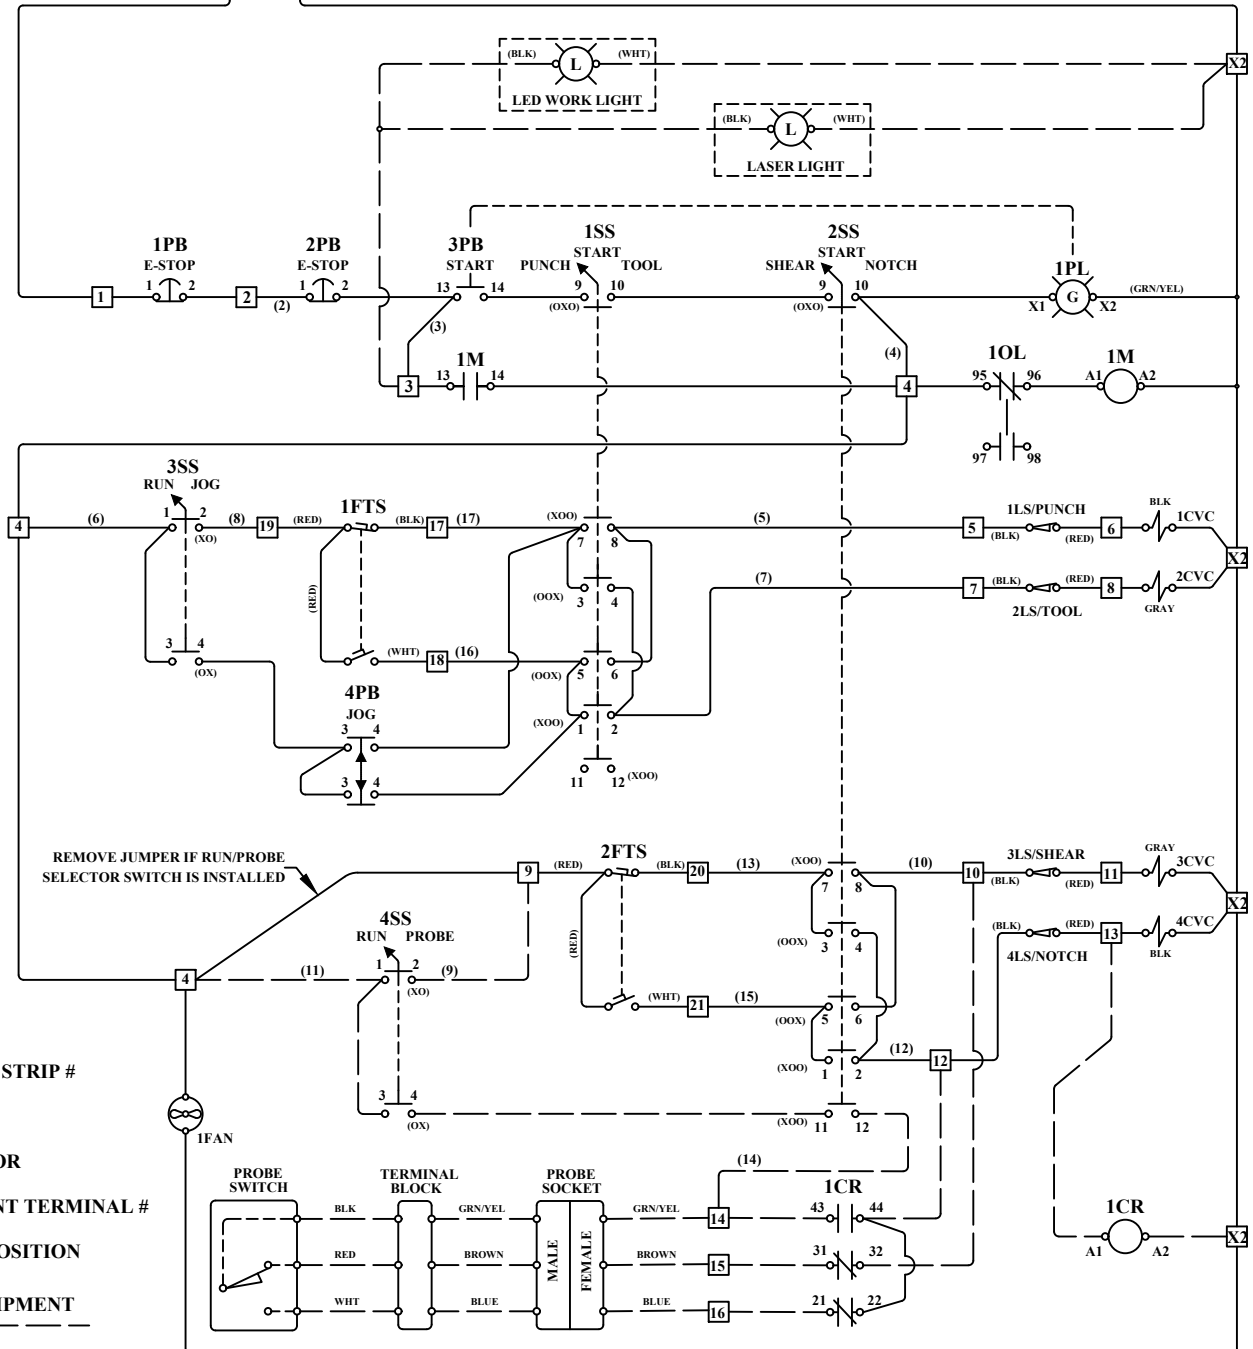 (BLK) L (WHT) X2
LED WORK LIGHT
(BLK) L (WHT)
LASER LIGHT
1PB 2PB 3PB 1SS 2SS
E-STOP E-STOP START START START
PUNCH TOOL SHEAR NOTCH 1PL
1 1 2 2 (2) 1 2 13 14 9 10 (OXO) 9 10 (OXO) X1 G X2 (GRN/YEL)
(3) (4)
1M 1OL 1M
3 13 14 4 95 96 A1 A2
97 98
3SS
RUN JOG
1FTS
4 (6) 1 2 (XO) (8) 19 (RED) (BLK) 17 (17) (XOO) 7 8 (5) 5 1LS/PUNCH (BLK) (RED) 6 BLK 1CVC
X2
(RED) (OOX) 3 4 (7) 7 (BLK) (RED) 8 2CVC
2LS/TOOL GRAY
3 4 (OX) (WHT) 18 (16) (OOX) 5 6
4PB
JOG
(XOO) 1 2
3 4
3 4
11 12 (XOO)
REMOVE JUMPER IF RUN/PROBE
SELECTOR SWITCH IS INSTALLED
2FTS
9 (RED) (BLK) 20 (13) (XOO) 7 8 (10) 10 3LS/SHEAR (BLK) (RED) 11 GRAY 3CVC
X2
4SS
RUN PROBE
(RED) (OOX) 3 4 (BLK) (RED) 13 4CVC
4LS/NOTCH BLK
4 (11) 1 2 (XO) (9)
(WHT) 21 (15) (OOX) 5 6
(XOO) 1 2 (12) 12
3 4 (OX) (XOO) 11 12
STRIP #
1FAN
OR
NT TERMINAL #
OSITION
IPMENT
PROBE
SWITCH
TERMINAL
BLOCK
PROBE
SOCKET
(14)
1CR 1CR
BLK GRN/YEL GRN/YEL 14 43 44
A1 A2 X2
RED BROWN MALE FEMALE BROWN 15 31 32
WHT BLUE BLUE 16 21 22